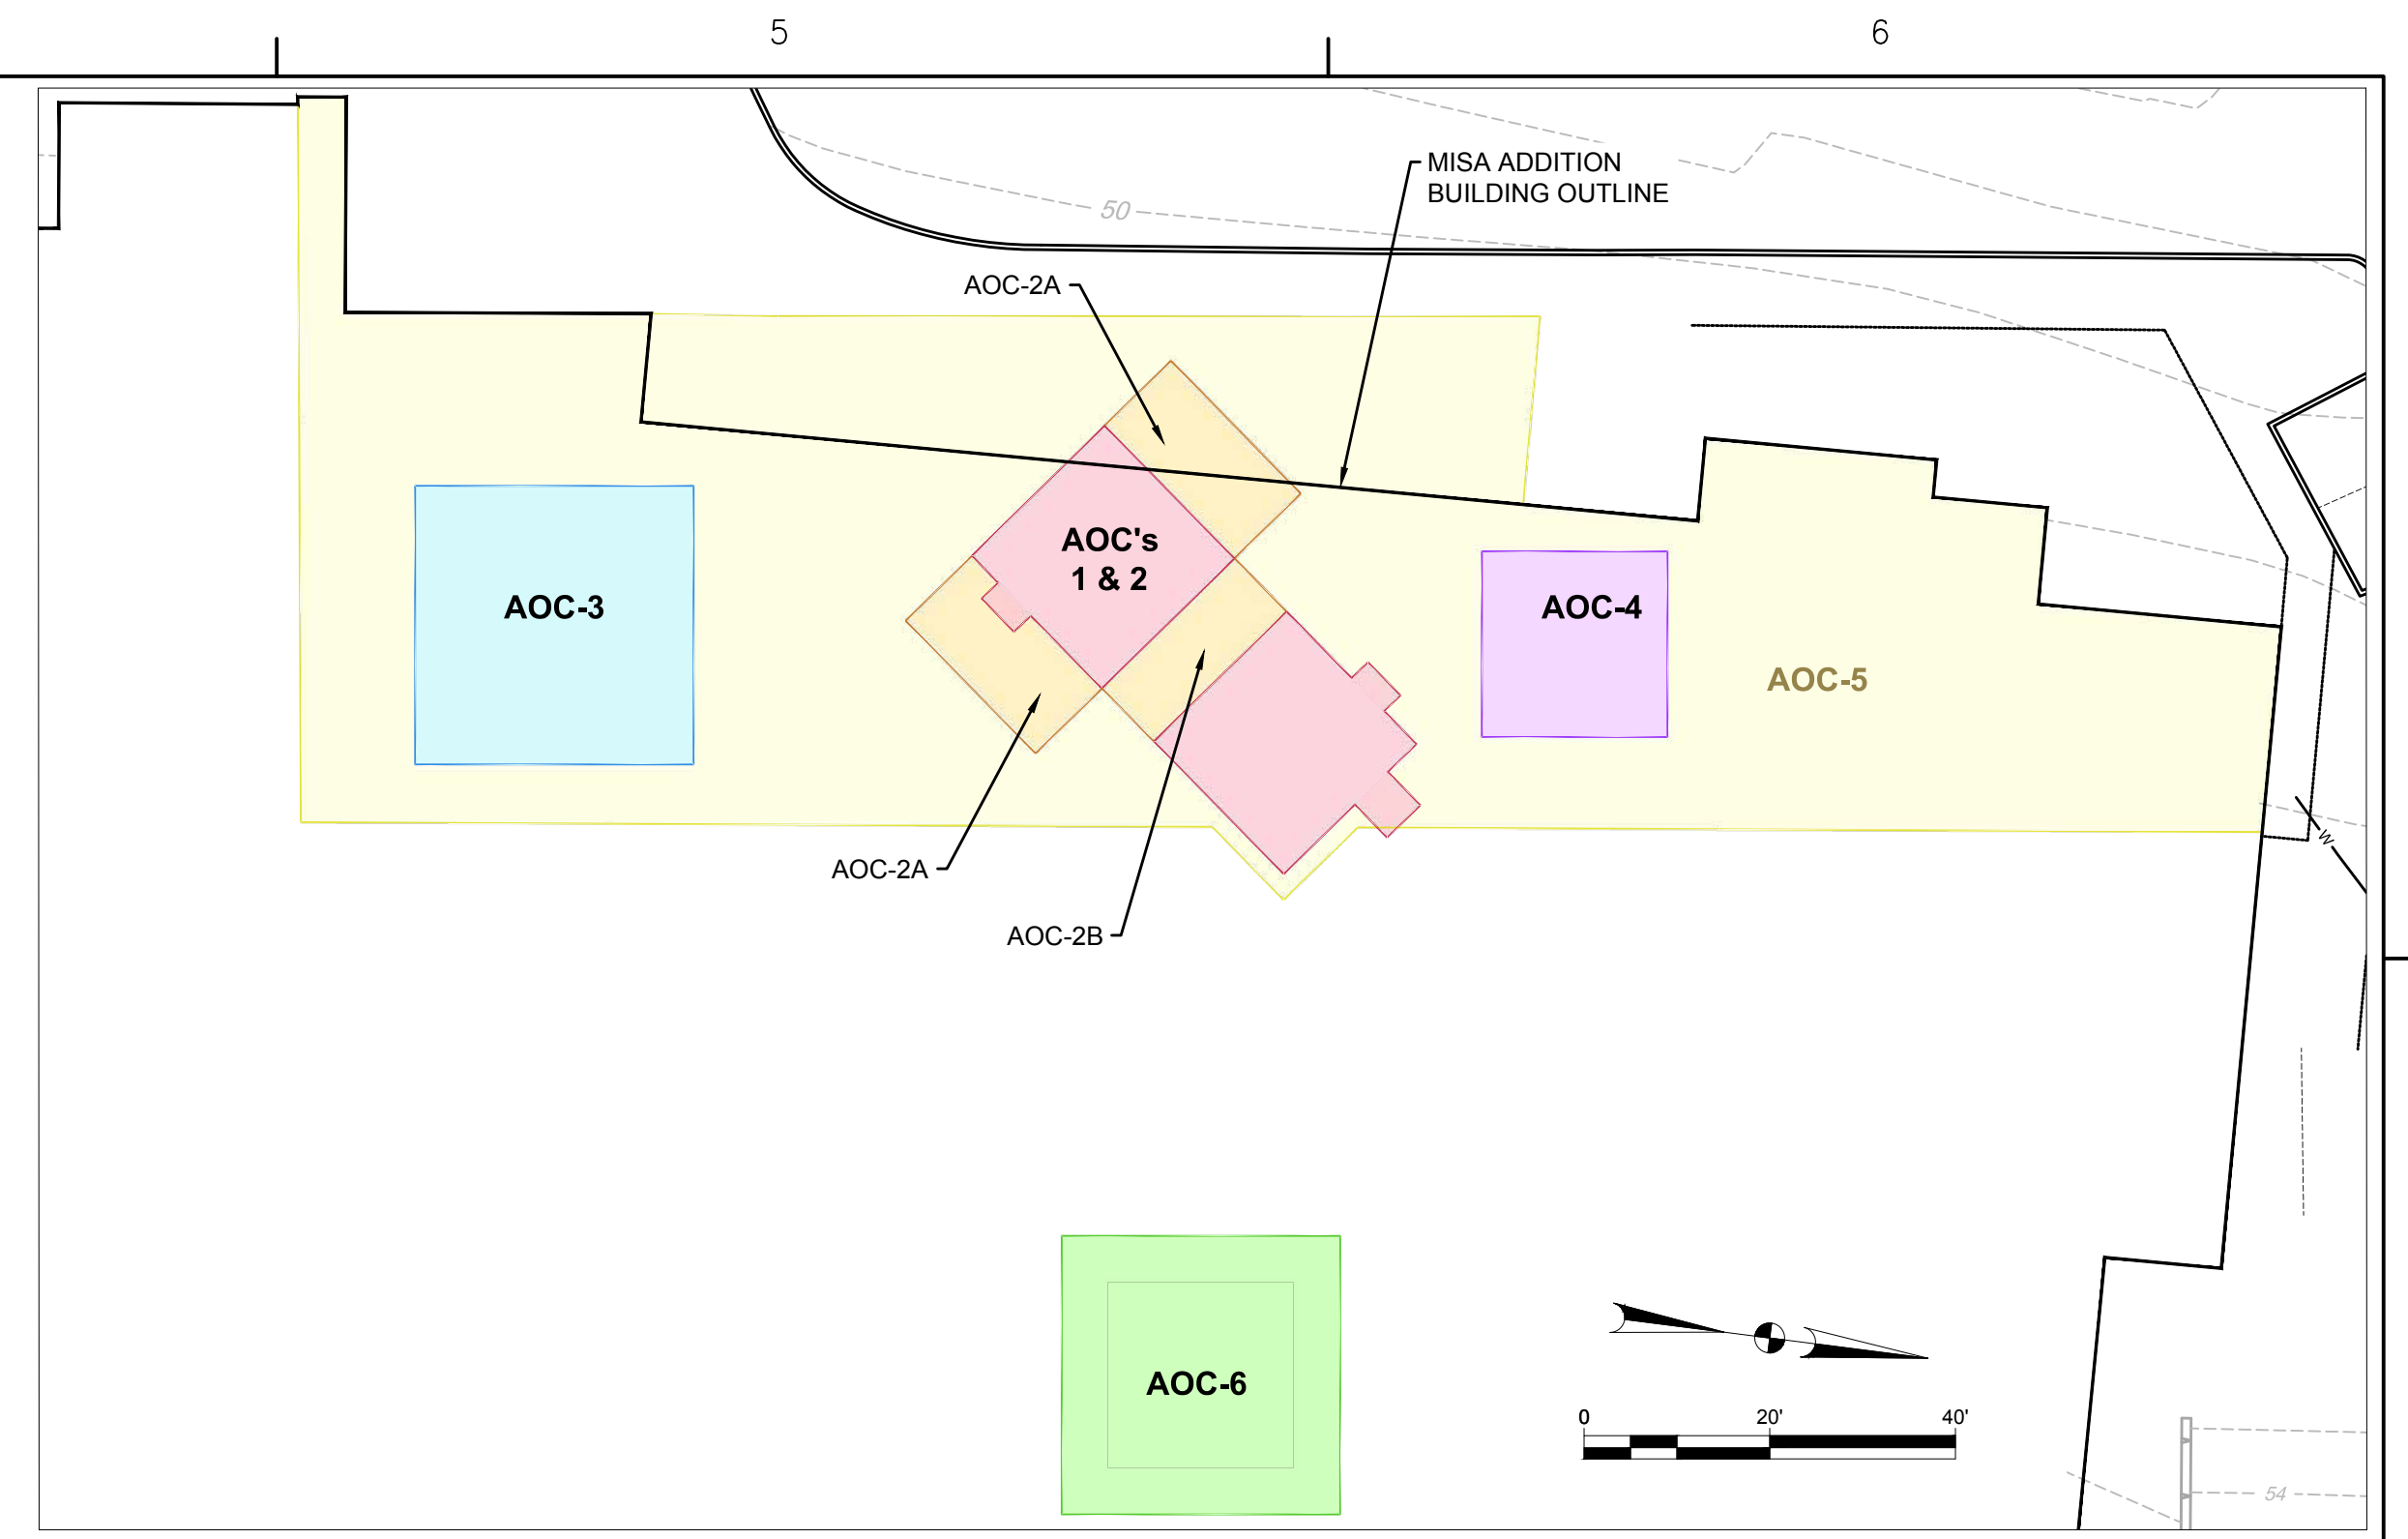 5
6
MISA ADDITION
BUILDING OUTLINE
50
AOC-2A
AOC's
1 & 2
AOC-3
AOC-4
AOC-5
W
AOC-2A
AOC-2B
AOC-6
0 20' 40'
54